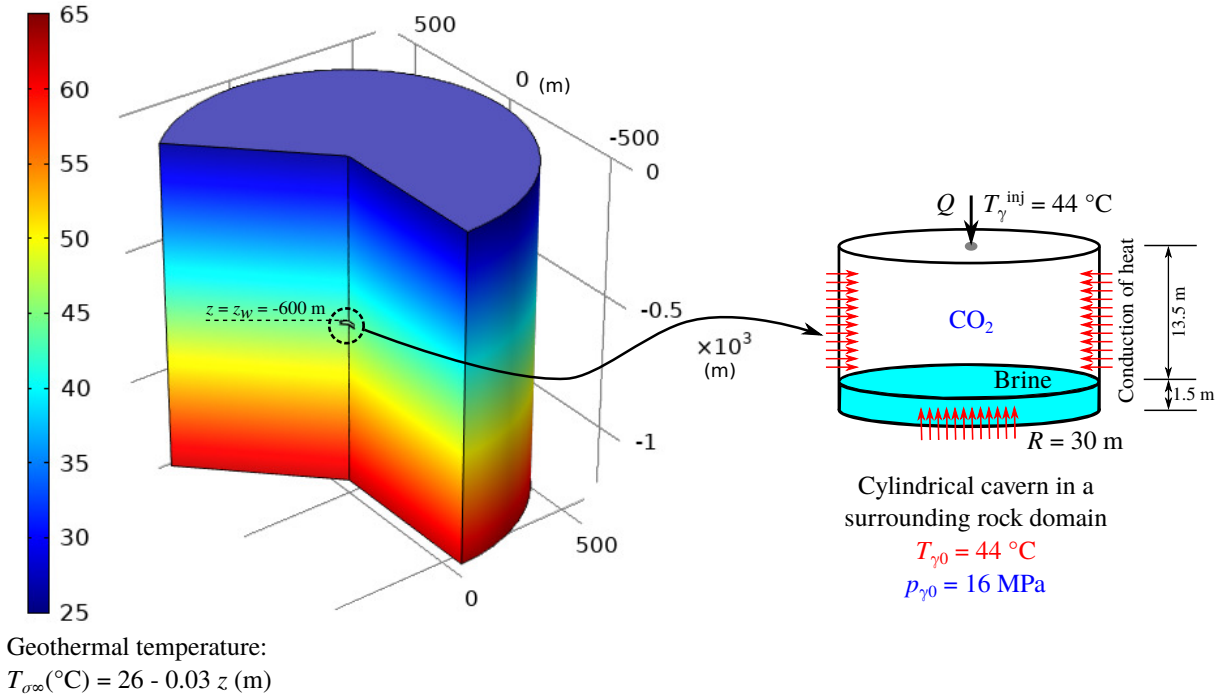 65
60
55
50
45
40
35
30
25
500
0 (m)
-500
0
-0.5
×10³
(m)
-1
500
0
z = z_w = -600 m
Geothermal temperature:
T_σ∞(°C) = 26 - 0.03 z (m)
Q T_γ^inj = 44 °C
CO₂
Brine
Conduction of heat
13.5 m
1.5 m
R = 30 m
Cylindrical cavern in a
surrounding rock domain
T_γ0 = 44 °C
p_γ0 = 16 MPa